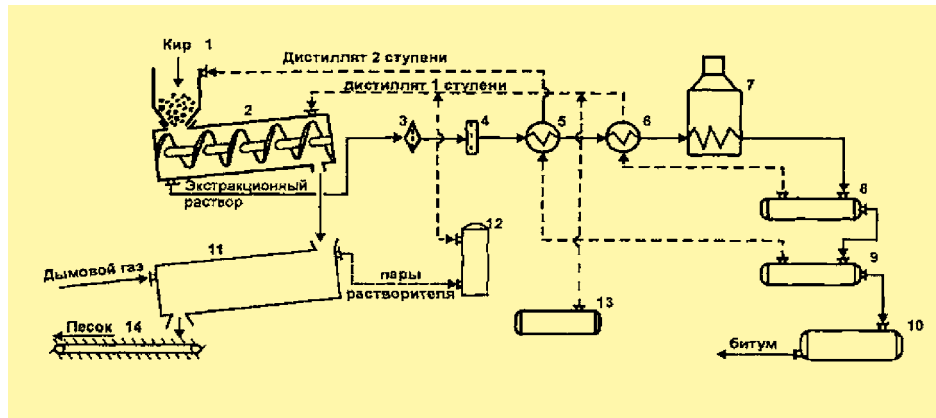 Кир 1
Дистиллят 2 ступени
дистиллят 1 ступени
2
3
4
5
6
7
Экстракционный
раствор
8
9
10
11
12
Дымовой газ
пары
растворителя
13
Песок 14
битум